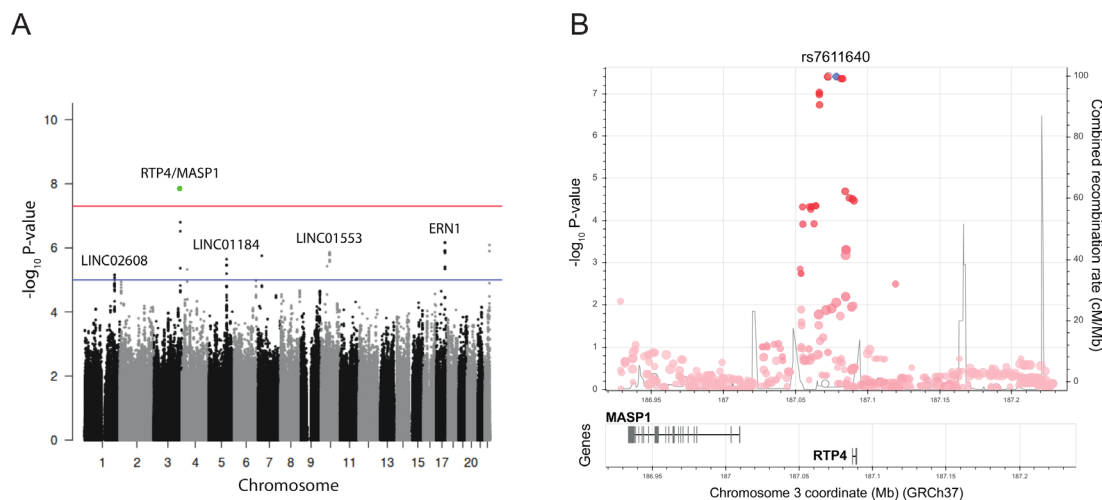 A
10
8
6
4
2
0
-log10 P-value
RTP4/MASP1
LINC02608
LINC01184
LINC01553
ERN1
1 2 3 4 5 6 7 8 9 11 13 15 17 20
Chromosome
B
rs7611640
7
6
5
4
3
2
1
0
-log10 P-value
100
80
60
40
20
0
Combined recombination rate (cM/Mb)
186.95 187 187.05 187.1 187.15 187.2
Genes
MASP1
RTP4
186.95 187 187.05 187.1 187.15 187.2
Chromosome 3 coordinate (Mb) (GRCh37)